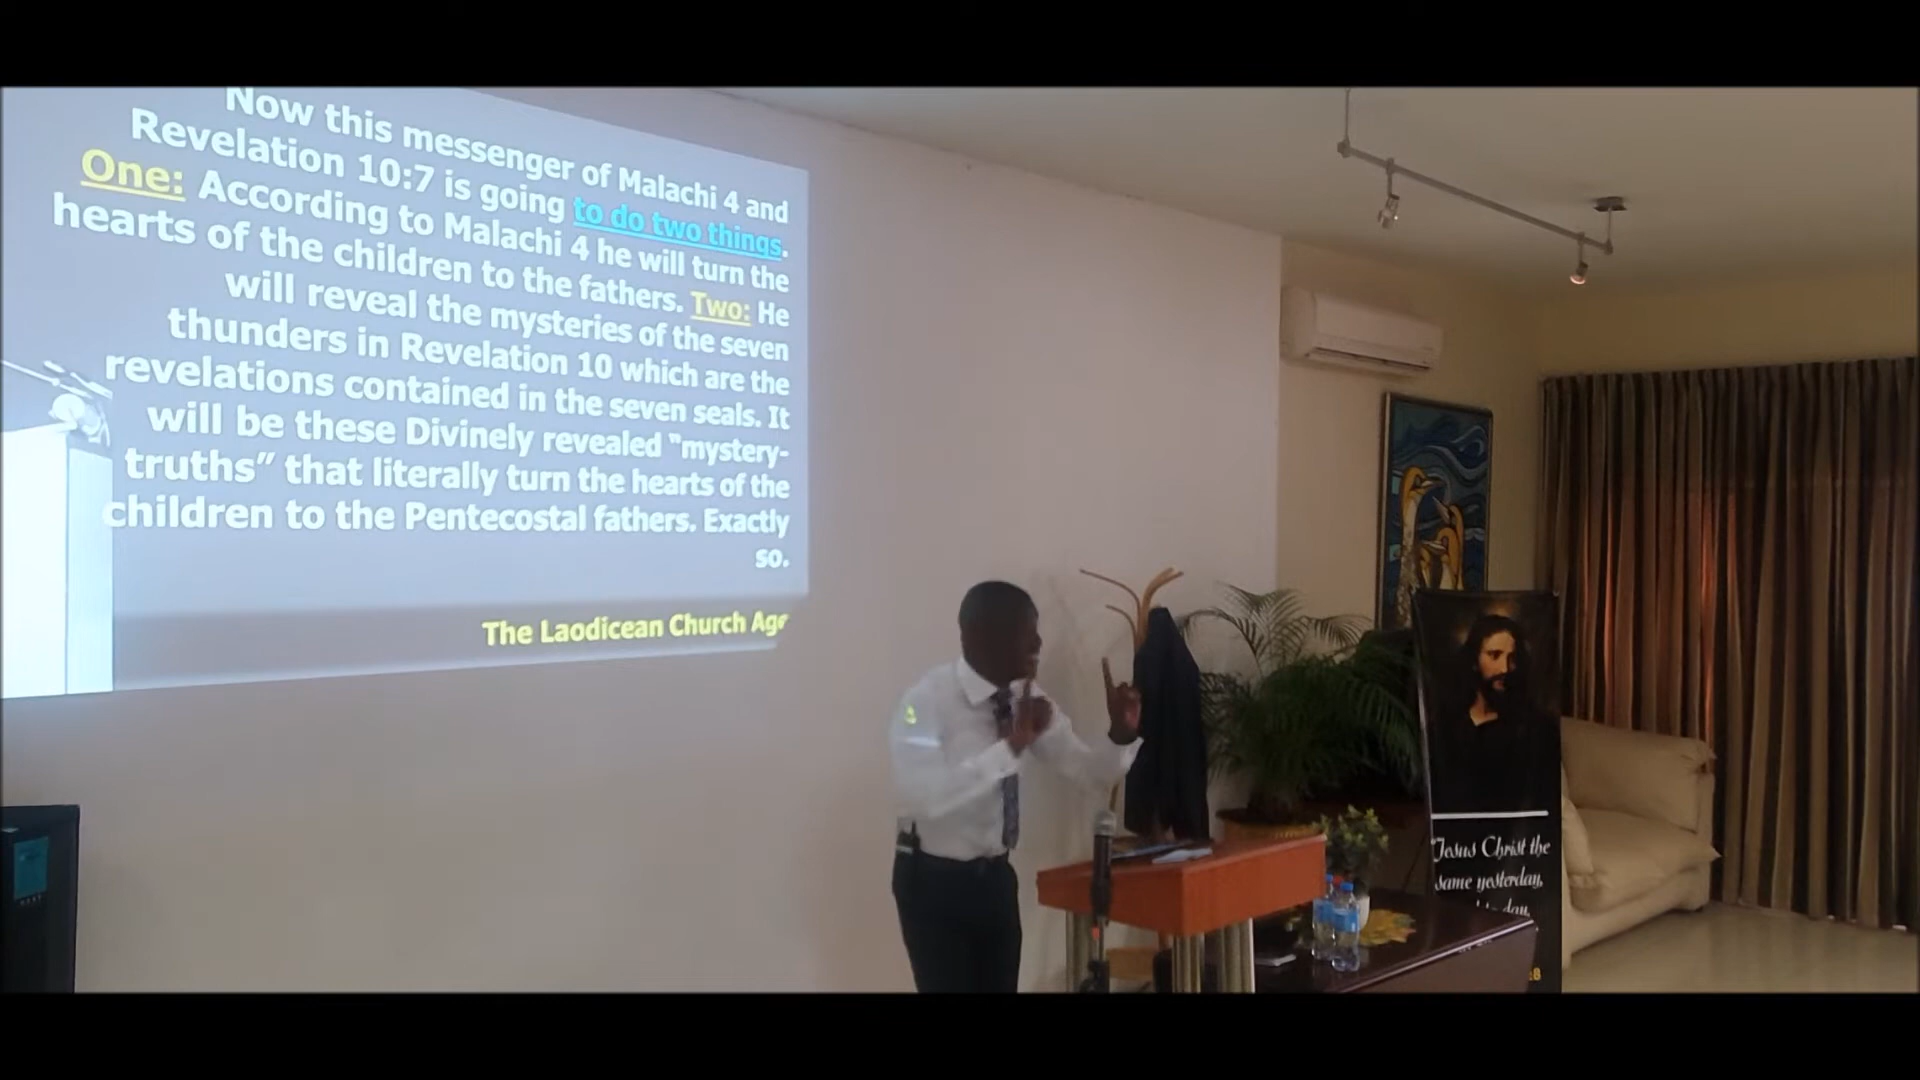 Now this messenger of Malachi 4 and
Revelation 10:7 is going to do two things.
One: According to Malachi 4 he will turn the
hearts of the children to the fathers. Two: He
will reveal the mysteries of the seven
thunders in Revelation 10 which are the
revelations contained in the seven seals. It
will be these Divinely revealed "mystery-
truths” that literally turn the hearts of the
children to the Pentecostal fathers. Exactly
so.
The Laodicean Church Age
"Jesus Christ the
same yesterday,
day,
:8